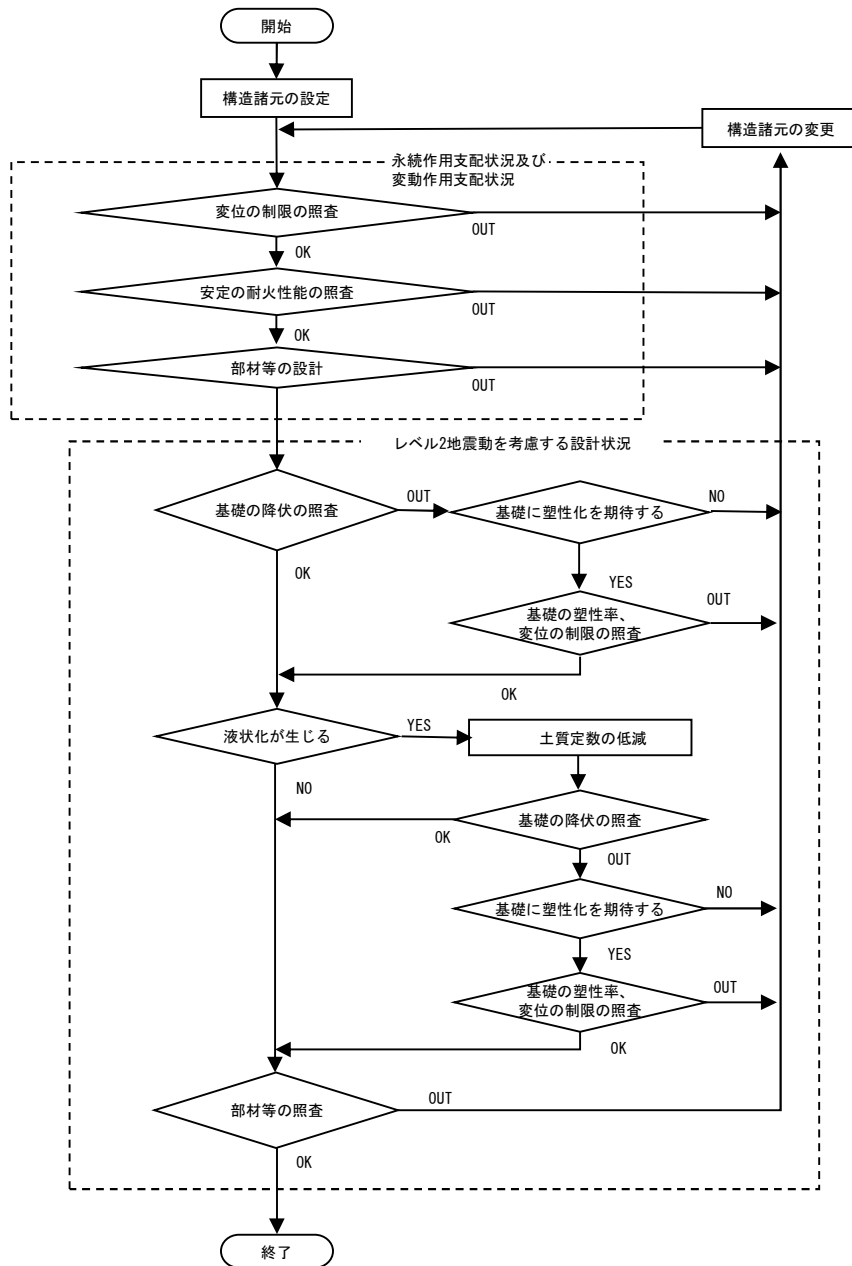 開始
構造諸元の設定
構造諸元の変更
永続作用支配状況及び
変動作用支配状況
変位の制限の照査
OUT
OK
安定の耐火性能の照査
OUT
OK
部材等の設計
OUT
レベル2地震動を考慮する設計状況
基礎の降伏の照査
OUT
基礎に塑性化を期待する
NO
OK
YES
基礎の塑性率、
変位の制限の照査
OUT
OK
液状化が生じる
YES
土質定数の低減
NO
基礎の降伏の照査
OK
OUT
基礎に塑性化を期待する
NO
YES
基礎の塑性率、
変位の制限の照査
OUT
OK
部材等の照査
OUT
OK
終了